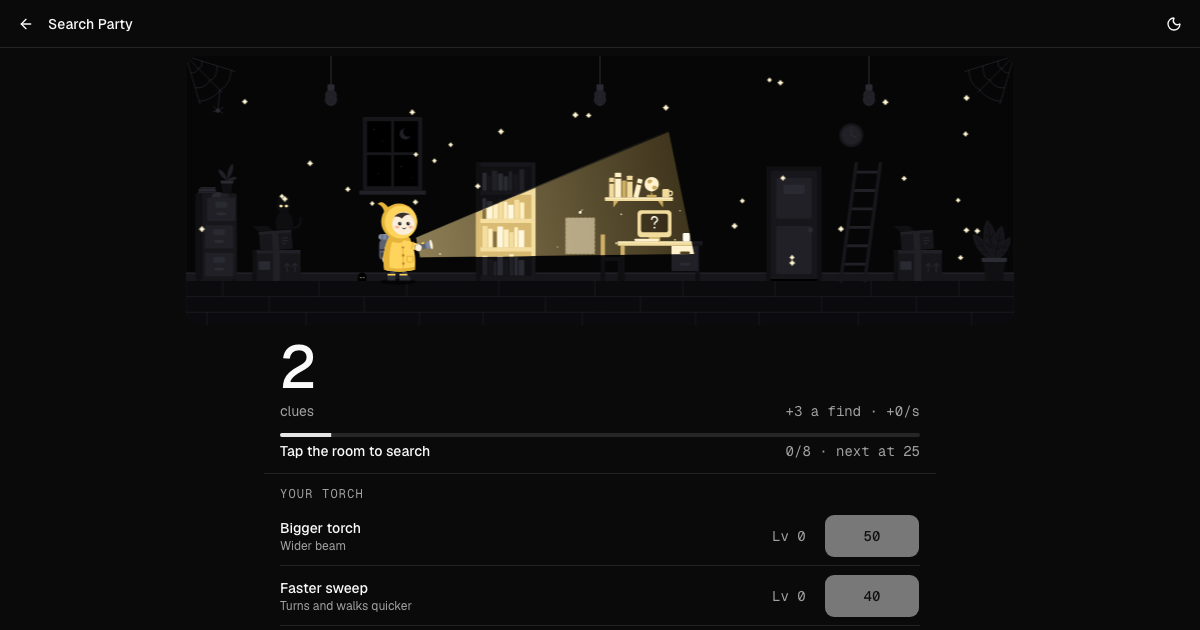 Search Party
?
2
clues
+3 a find · +0/s
Tap the room to search
0/8 · next at 25
YOUR TORCH
Bigger torch
Wider beam
Lv 0
50
Faster sweep
Turns and walks quicker
Lv 0
40